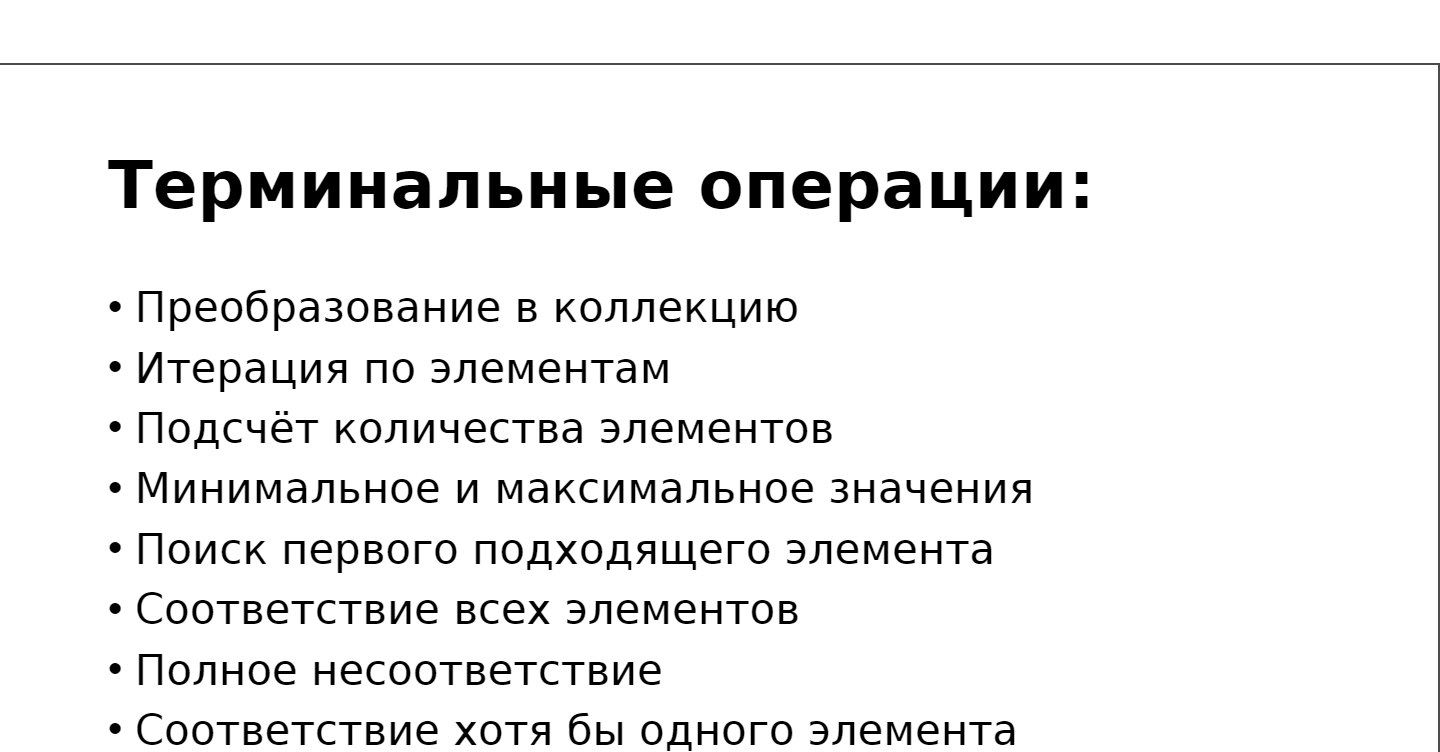 Терминальные операции:
• Преобразование в коллекцию
• Итерация по элементам
• Подсчёт количества элементов
• Минимальное и максимальное значения
• Поиск первого подходящего элемента
• Соответствие всех элементов
• Полное несоответствие
• Соответствие хотя бы одного элемента